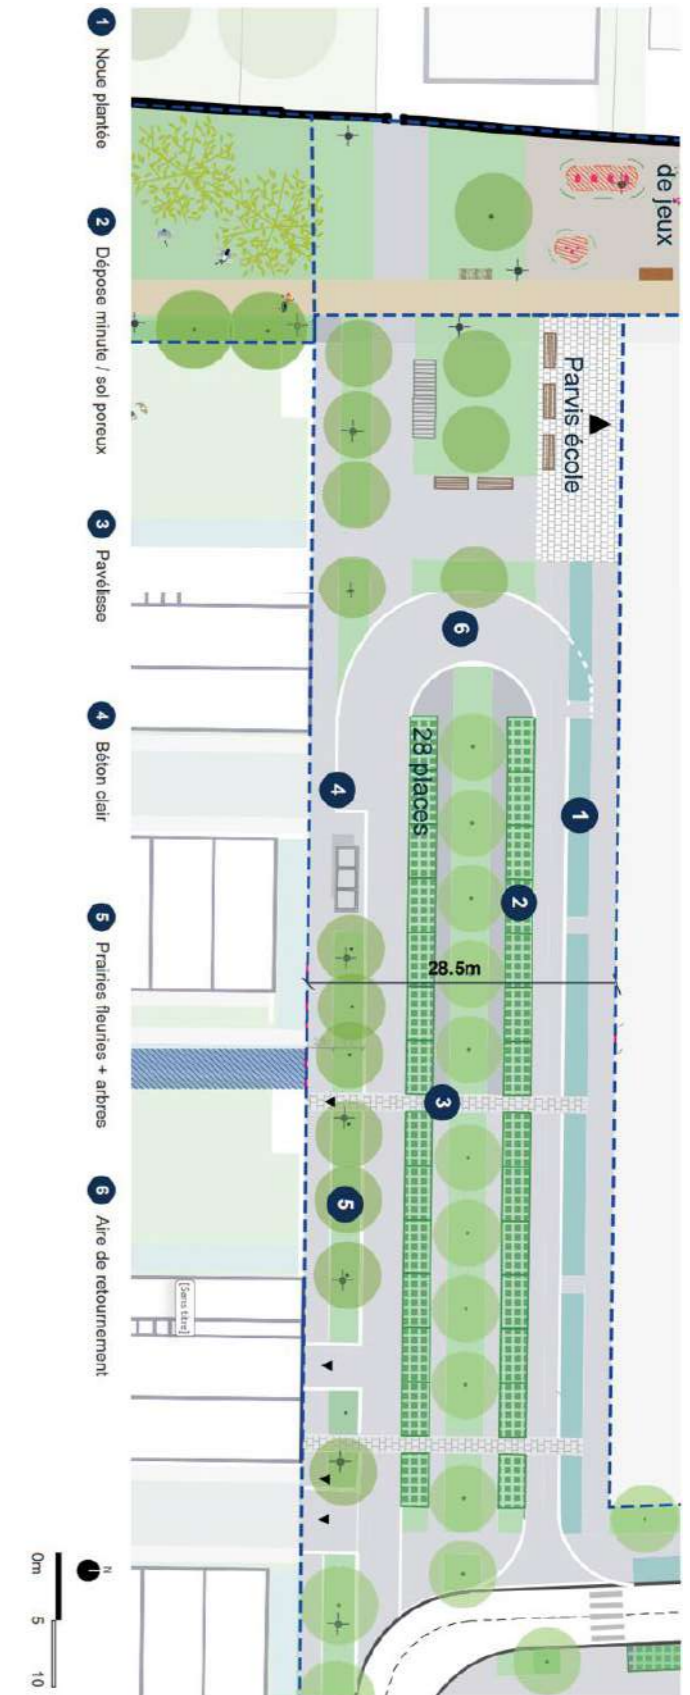 de jeux
Parvis école
6
28 places
4
1
2
28.5m
3
5
[Sans titre]
1 Noue plantée
2 Dépose minute / sol poreux
3 Pavélisse
4 Béton clair
5 Prairies fleuries + arbres
6 Aire de retournement
N
0m 5 10